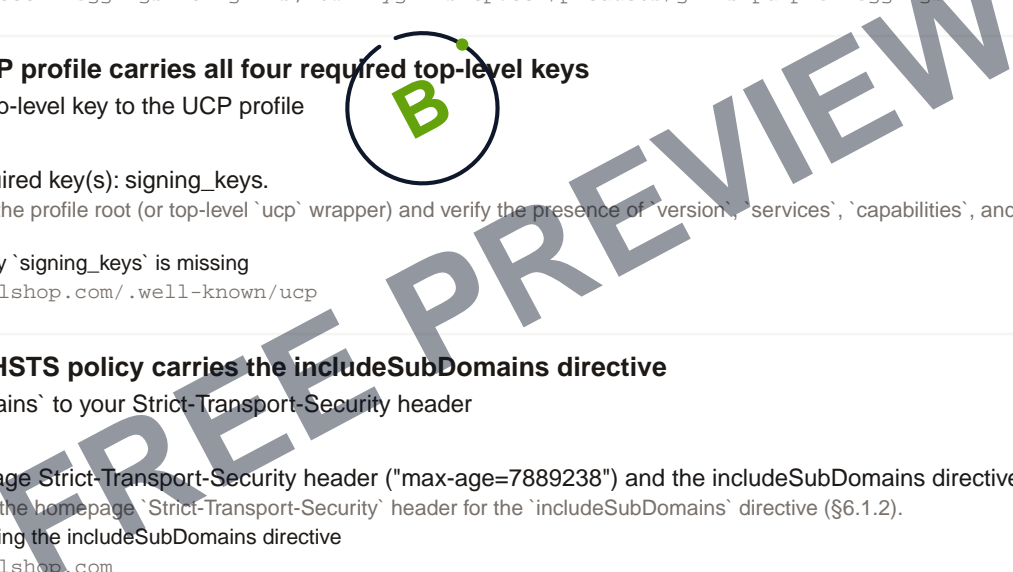 P profile carries all four required top-level keys
o-level key to the UCP profile
B
uired key(s): signing_keys.
the profile root (or top-level `ucp` wrapper) and verify the presence of `version`, `services`, `capabilities`, and
y `signing_keys` is missing
lshop.com/.well-known/ucp
HSTS policy carries the includeSubDomains directive
ains` to your Strict-Transport-Security header
age Strict-Transport-Security header ("max-age=7889238") and the includeSubDomains directive
the homepage `Strict-Transport-Security` header for the `includeSubDomains` directive (§6.1.2).
ing the includeSubDomains directive
lshop.com
FREE PREVIEW